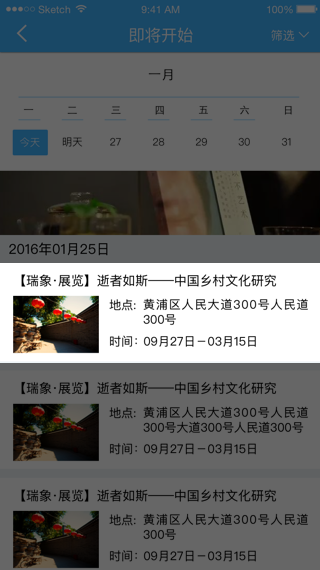 Sketch 9:41 AM 100%
即将开始 筛选
一月
一 二 三 四 五 六 日
今天 明天 27 28 29 30 31
2016年01月25日
【瑞象·展览】逝者如斯——中国乡村文化研究
地点: 黄浦区人民大道300号人民道
300号
时间: 09月27日－03月15日
【瑞象·展览】逝者如斯——中国乡村文化研究
地点: 黄浦区人民大道300号人民道
300号大道300号人民道300号
时间: 09月27日－03月15日
【瑞象·展览】逝者如斯——中国乡村文化研究
地点: 黄浦区人民大道300号人民道
300号
时间: 09月27日－03月15日